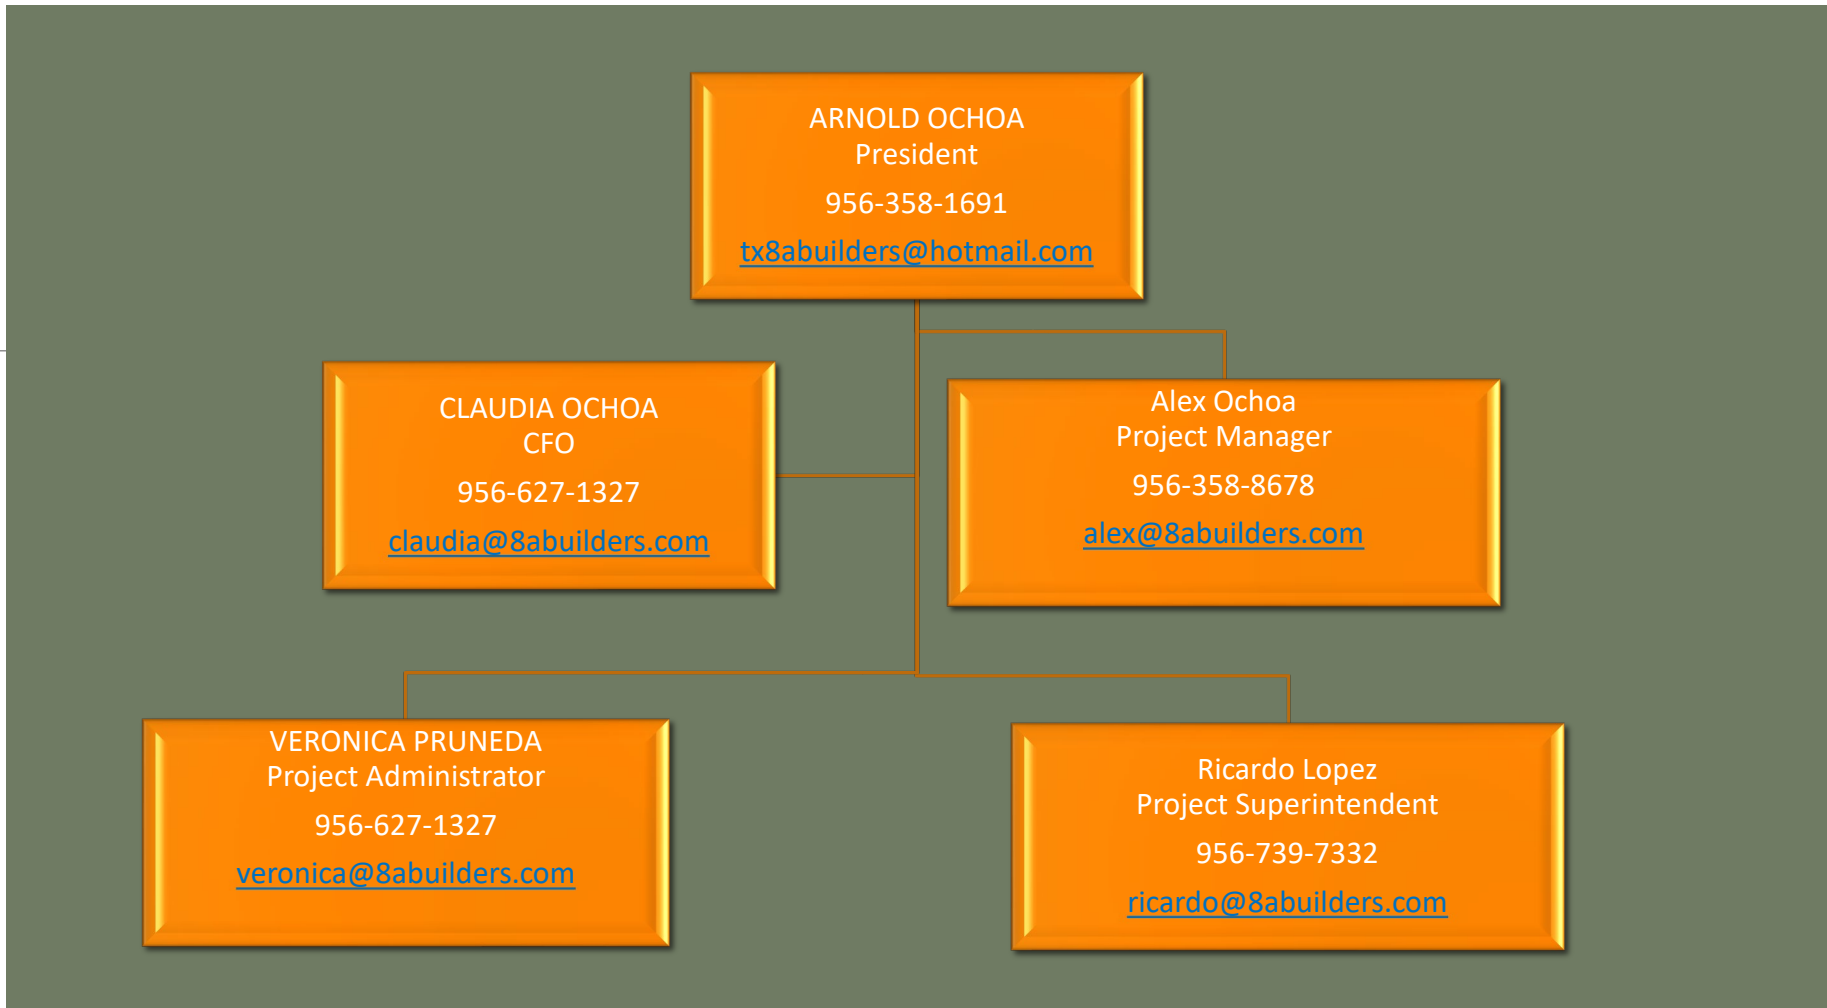 ARNOLD OCHOA
President
956-358-1691
tx8abuilders@hotmail.com
CLAUDIA OCHOA
CFO
956-627-1327
claudia@8abuilders.com
Alex Ochoa
Project Manager
956-358-8678
alex@8abuilders.com
VERONICA PRUNEDA
Project Administrator
956-627-1327
veronica@8abuilders.com
Ricardo Lopez
Project Superintendent
956-739-7332
ricardo@8abuilders.com